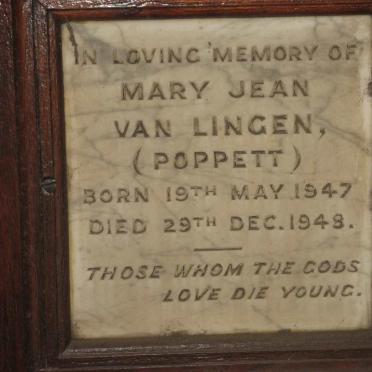 IN LOVING MEMORY OF
MARY JEAN
VAN LINGEN,
(POPPETT)
BORN 19TH MAY 1947
DIED 29TH DEC. 1948.
THOSE WHOM THE GODS
LOVE DIE YOUNG.